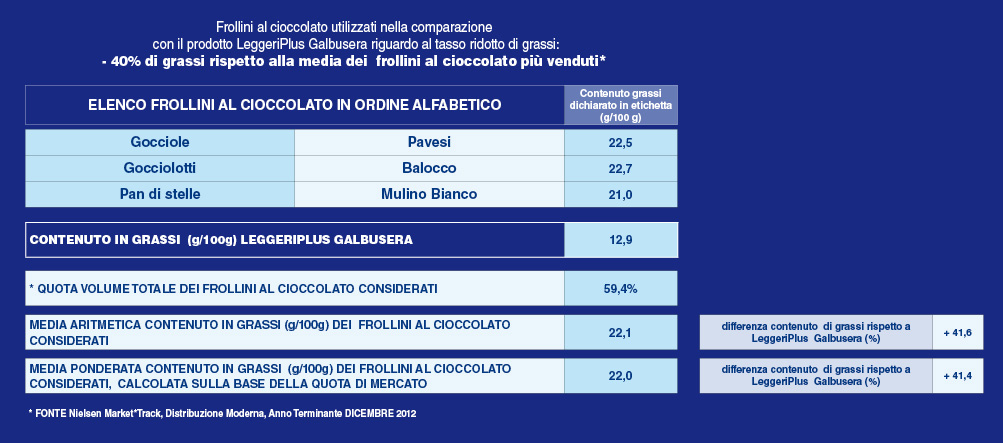 Frollini al cioccolato utilizzati nella comparazione
con il prodotto LeggeriPlus Galbusera riguardo al tasso ridotto di grassi:
- 40% di grassi rispetto alla media dei frollini al cioccolato più venduti*
ELENCO FROLLINI AL CIOCCOLATO IN ORDINE ALFABETICO
Contenuto grassi
dichiarato in etichetta
(g/100 g)
Gocciole Pavesi 22,5
Gocciolotti Balocco 22,7
Pan di stelle Mulino Bianco 21,0
CONTENUTO IN GRASSI (g/100g) LEGGERIPLUS GALBUSERA 12,9
* QUOTA VOLUME TOTALE DEI FROLLINI AL CIOCCOLATO CONSIDERATI 59,4%
MEDIA ARITMETICA CONTENUTO IN GRASSI (g/100g) DEI FROLLINI AL CIOCCOLATO
CONSIDERATI
22,1
differenza contenuto di grassi rispetto a
LeggeriPlus Galbusera (%)
+ 41,6
MEDIA PONDERATA CONTENUTO IN GRASSI (g/100g) DEI FROLLINI AL CIOCCOLATO
CONSIDERATI, CALCOLATA SULLA BASE DELLA QUOTA DI MERCATO
22,0
differenza contenuto di grassi rispetto a
LeggeriPlus Galbusera (%)
+ 41,4
* FONTE Nielsen Market*Track, Distribuzione Moderna, Anno Terminante DICEMBRE 2012